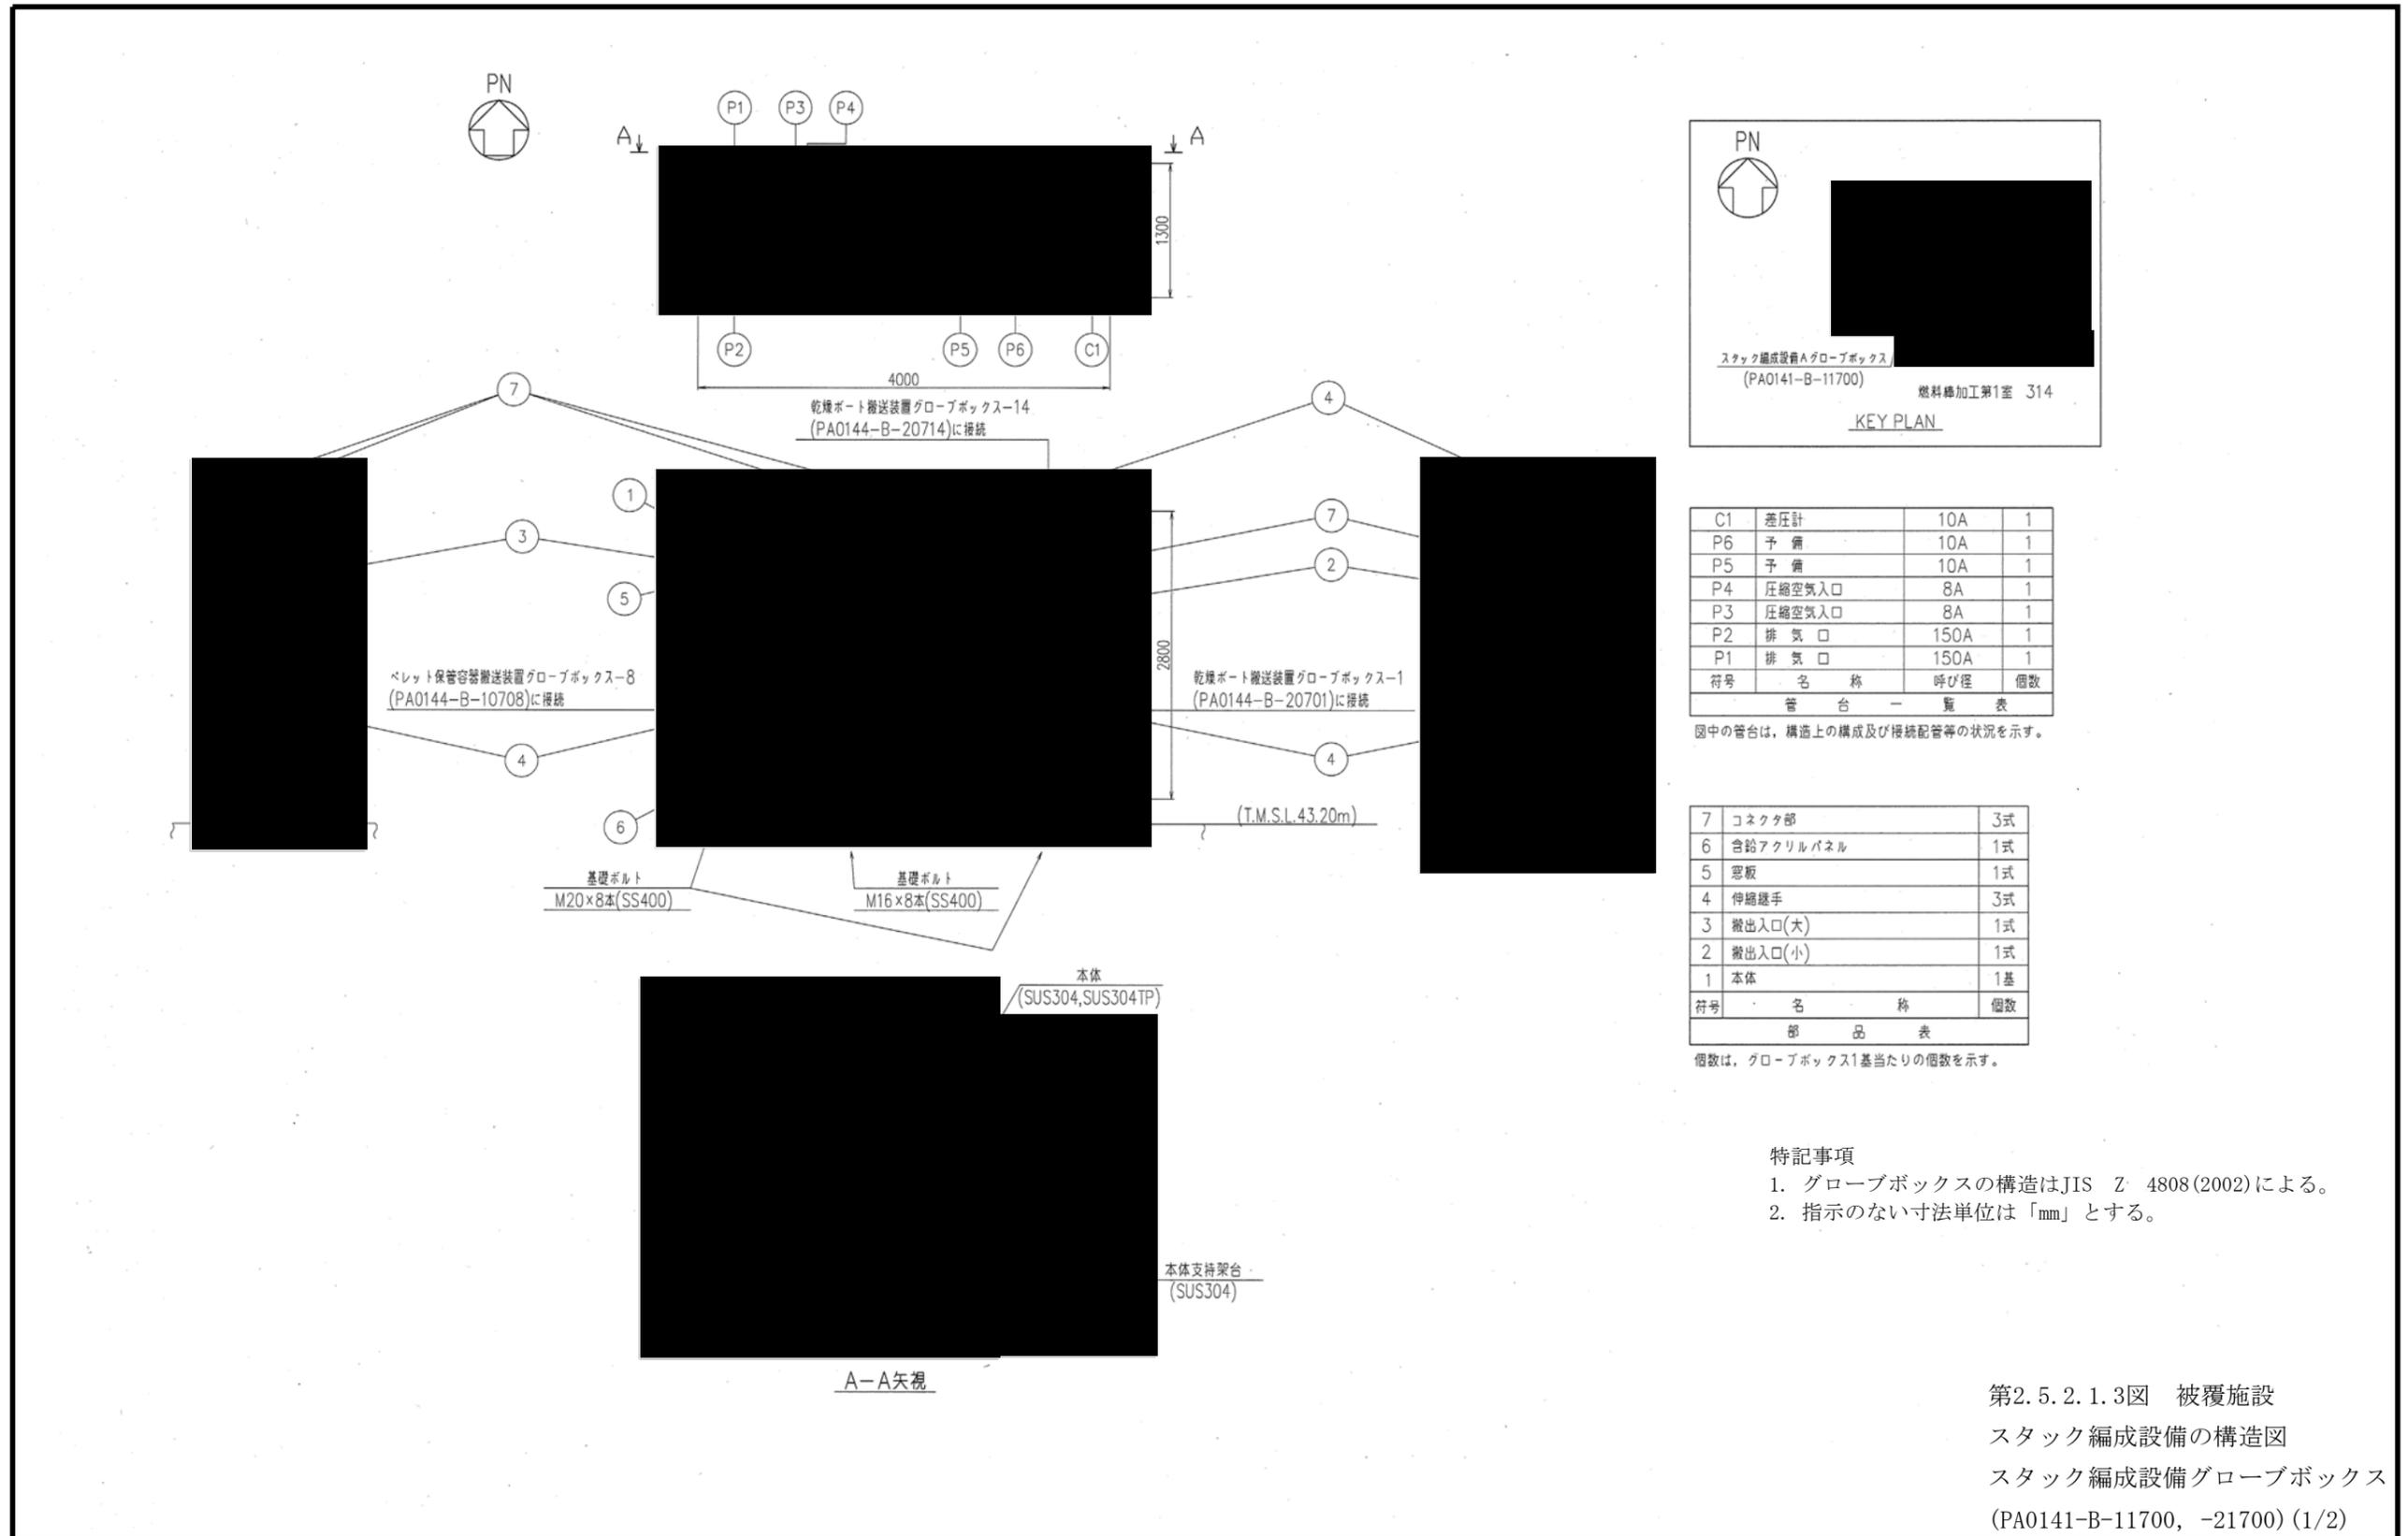 PN
P1 P3 P4
A A
1300
P2 P5 P6 C1
4000
乾燥ボート搬送装置グローブボックス－14
(PA0144-B-20714)に接続
7
4
1
3
5
7
2
2800
ペレット保管容器搬送装置グローブボックス－8
(PA0144-B-10708)に接続
乾燥ボート搬送装置グローブボックス－1
(PA0144-B-20701)に接続
4
4
6
(T.M.S.L.43.20m)
基礎ボルト
M20×8本(SS400)
基礎ボルト
M16×8本(SS400)
本体
(SUS304,SUS304TP)
本体支持架台
(SUS304)
A－A矢視
PN
スタック編成設備Aグローブボックス
(PA0141-B-11700)
燃料棒加工第1室 314
KEY PLAN
C1 差圧計 10A 1
P6 予 備 10A 1
P5 予 備 10A 1
P4 圧縮空気入口 8A 1
P3 圧縮空気入口 8A 1
P2 排 気 口 150A 1
P1 排 気 口 150A 1
符号 名 称 呼び径 個数
管 台 一 覧 表
図中の管台は，構造上の構成及び接続配管等の状況を示す。
7 コネクタ部 3式
6 含鉛アクリルパネル 1式
5 窓板 1式
4 伸縮継手 3式
3 搬出入口(大) 1式
2 搬出入口(小) 1式
1 本体 1基
符号 名 称 個数
部 品 表
個数は，グローブボックス1基当たりの個数を示す。
特記事項
1. グローブボックスの構造はJIS Z 4808(2002)による。
2. 指示のない寸法単位は「mm」とする。
第2.5.2.1.3図 被覆施設
スタック編成設備の構造図
スタック編成設備グローブボックス
(PA0141-B-11700, -21700)(1/2)